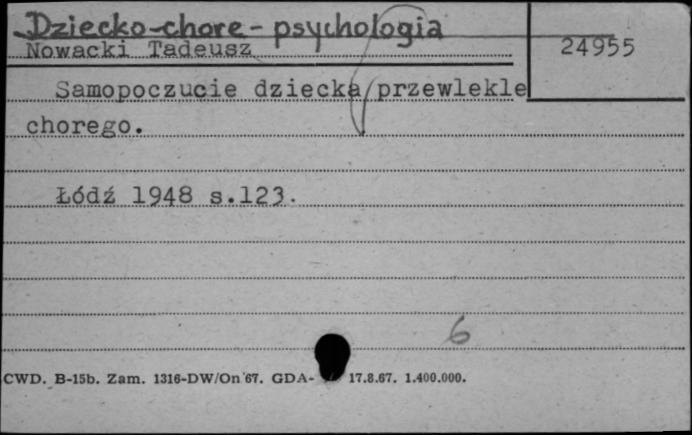 Dziecko-chore - psychologia
Nowacki Tadeusz
24955
Samopoczucie dziecka przewlekle
chorego.
Łódź 1948 s.123.
6
CWD. B-15b. Zam. 1316-DW/On 67. GDA- 17.8.67. 1.400.000.